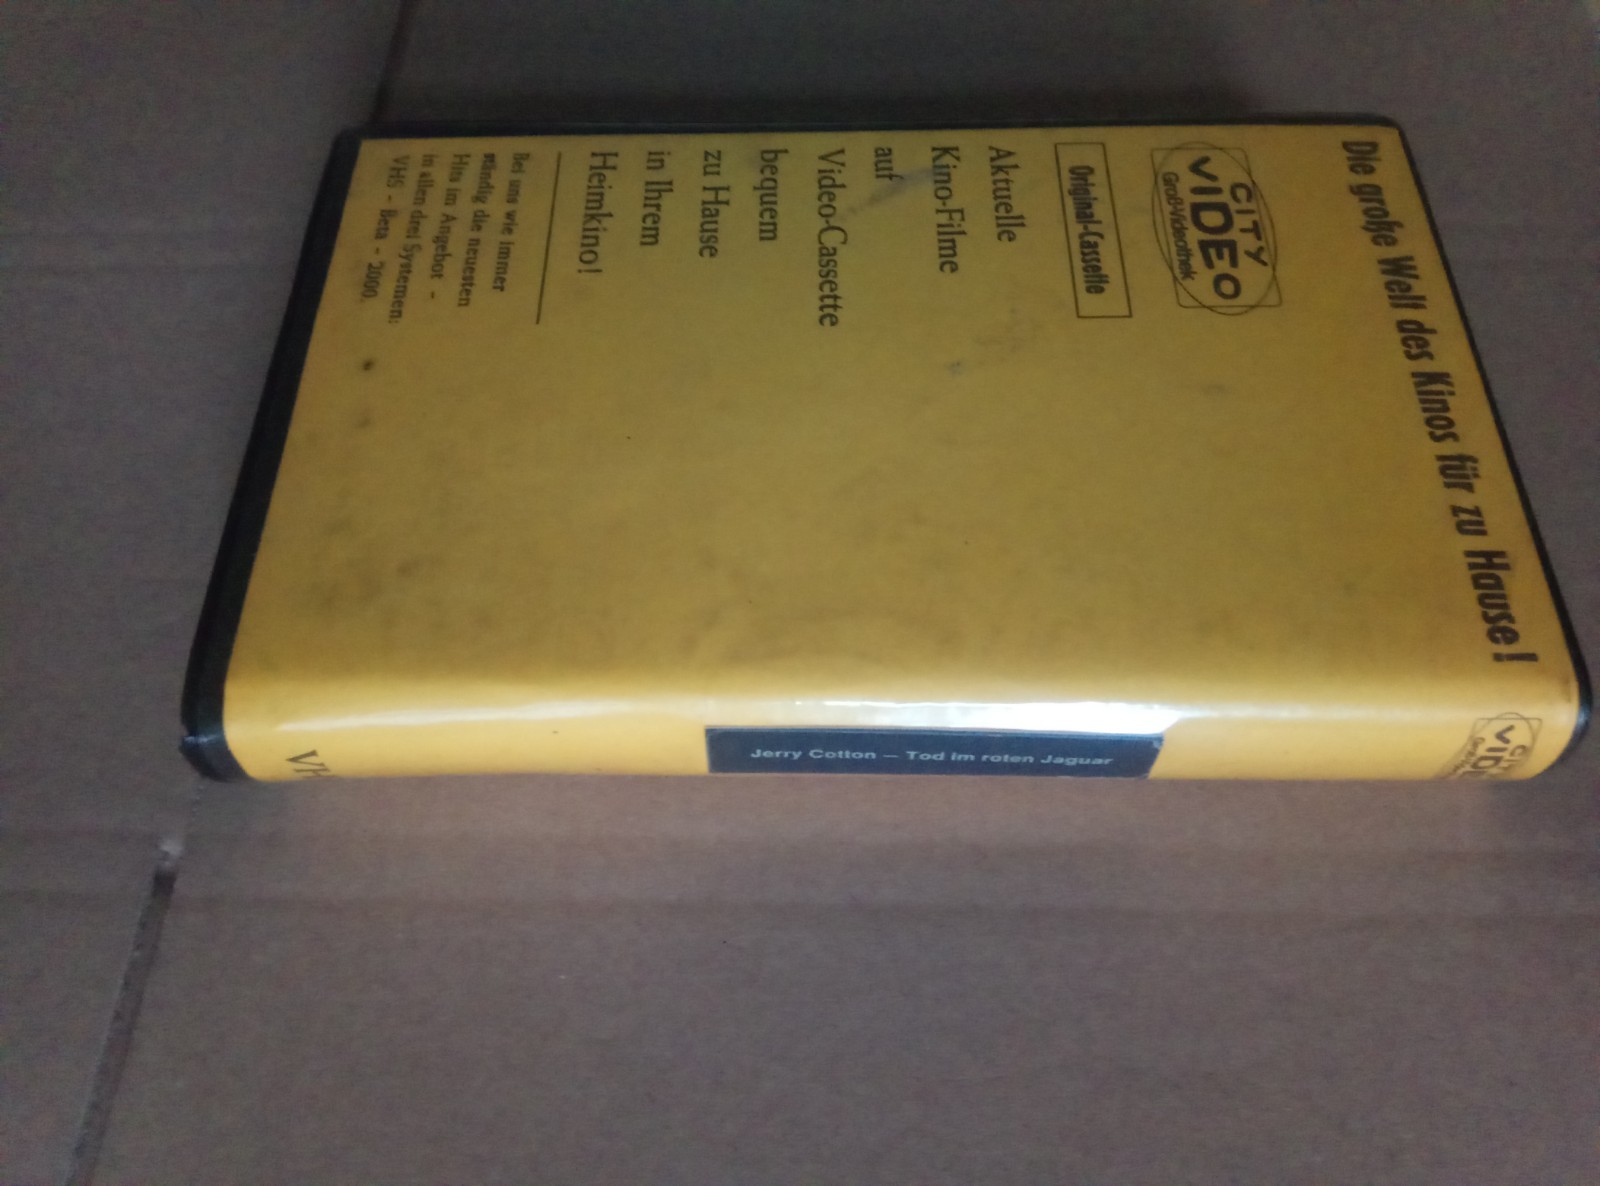 Die große Welt des Kinos für zu Hause!
CITY
VIDEO
Groß-Videothek
Original-Cassette
Aktuelle
Kino-Filme
auf
Video-Cassette
bequem
zu Hause
in Ihrem
Heimkino!
Bei uns wie immer
ständig die neuesten
Hits im Angebot –
in allen drei Systemen:
VHS – Beta – 2000.
Jerry Cotton — Tod im roten Jaguar